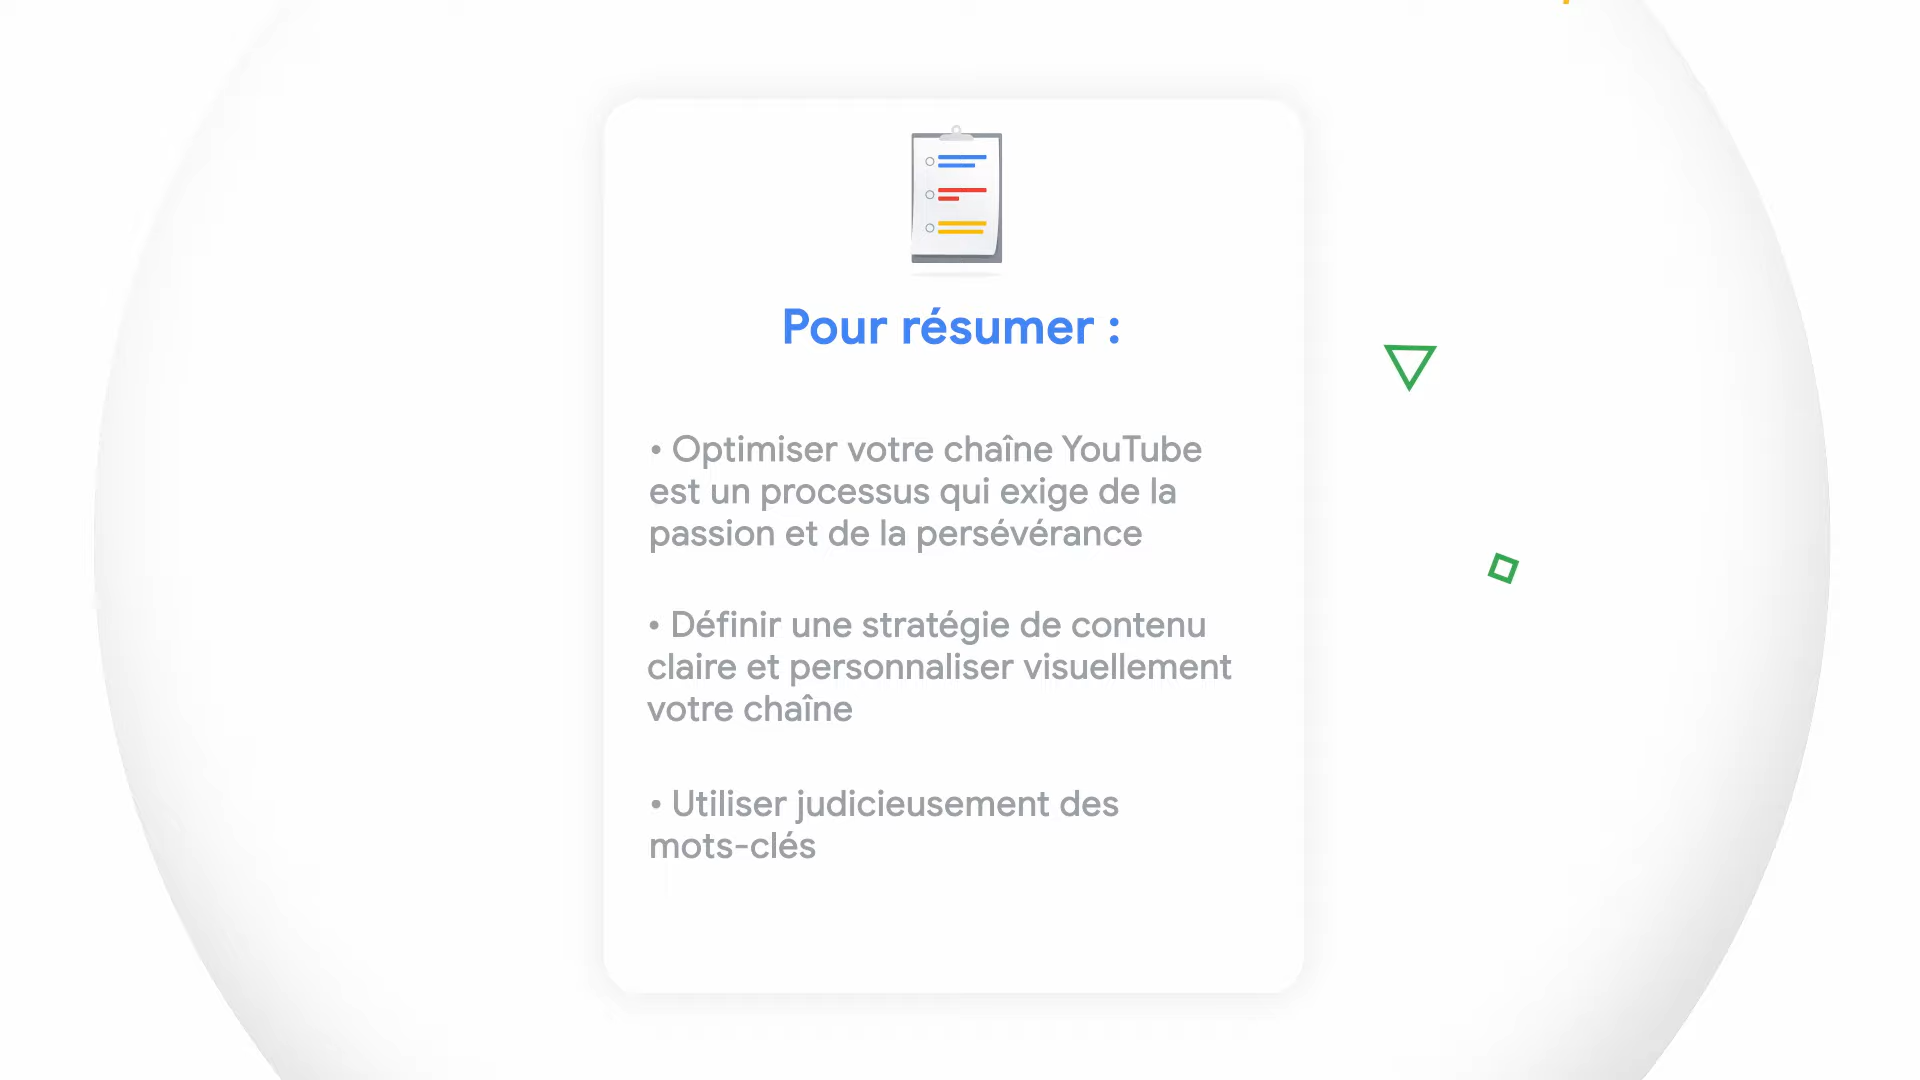 Pour résumer :
• Optimiser votre chaîne YouTube
est un processus qui exige de la
passion et de la persévérance
• Définir une stratégie de contenu
claire et personnaliser visuellement
votre chaîne
• Utiliser judicieusement des
mots-clés